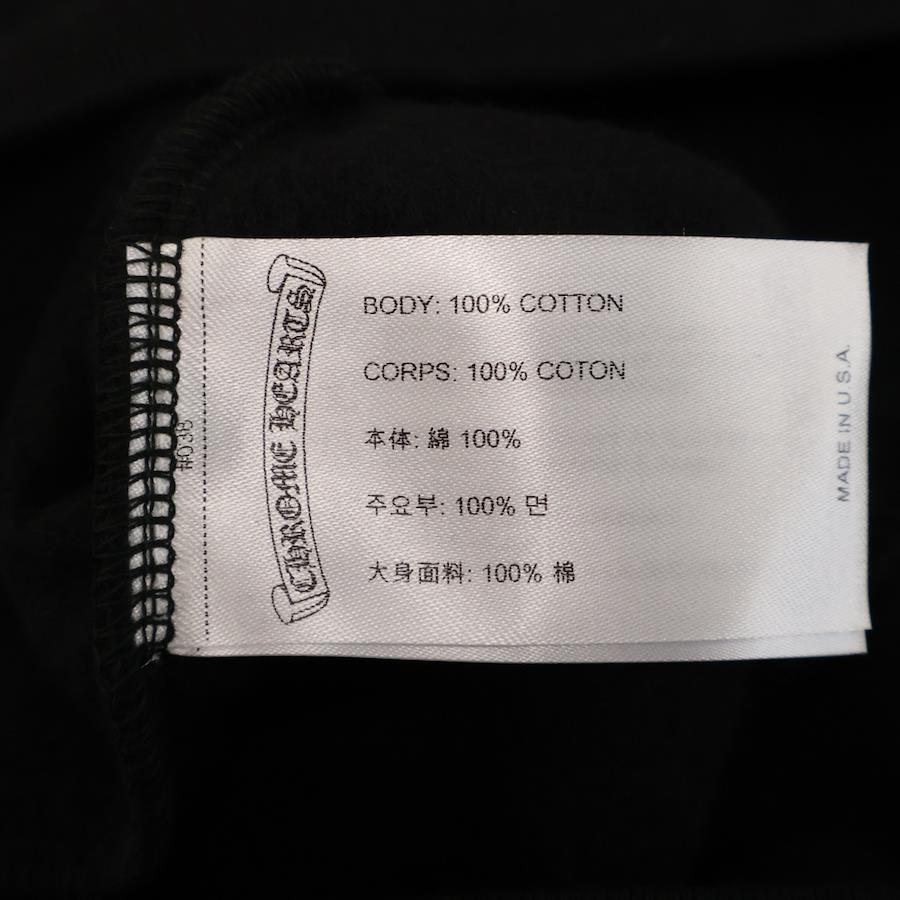 #038
CHROME HEARTS
BODY: 100% COTTON
CORPS: 100% COTON
本体: 綿 100%
주요부: 100% 면
大身面料: 100% 棉
MADE IN U.S.A.